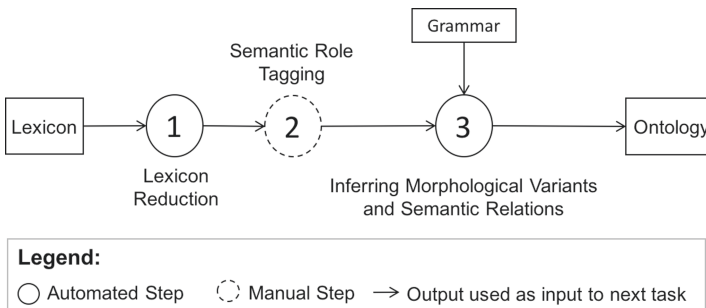 Grammar
Semantic Role
Tagging
Lexicon
1
2
3
Ontology
Lexicon
Reduction
Inferring Morphological Variants
and Semantic Relations
Legend:
Automated Step
Manual Step
Output used as input to next task